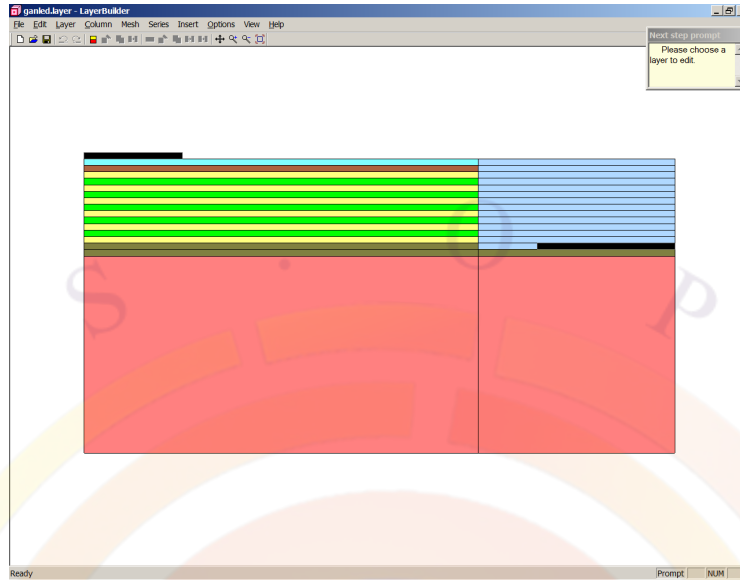 ganled.layer - LayerBuilder
File Edit Layer Column Mesh Series Insert Options View Help
Next step prompt
Please choose a
layer to edit.
S . O P
Ready
Prompt NUM